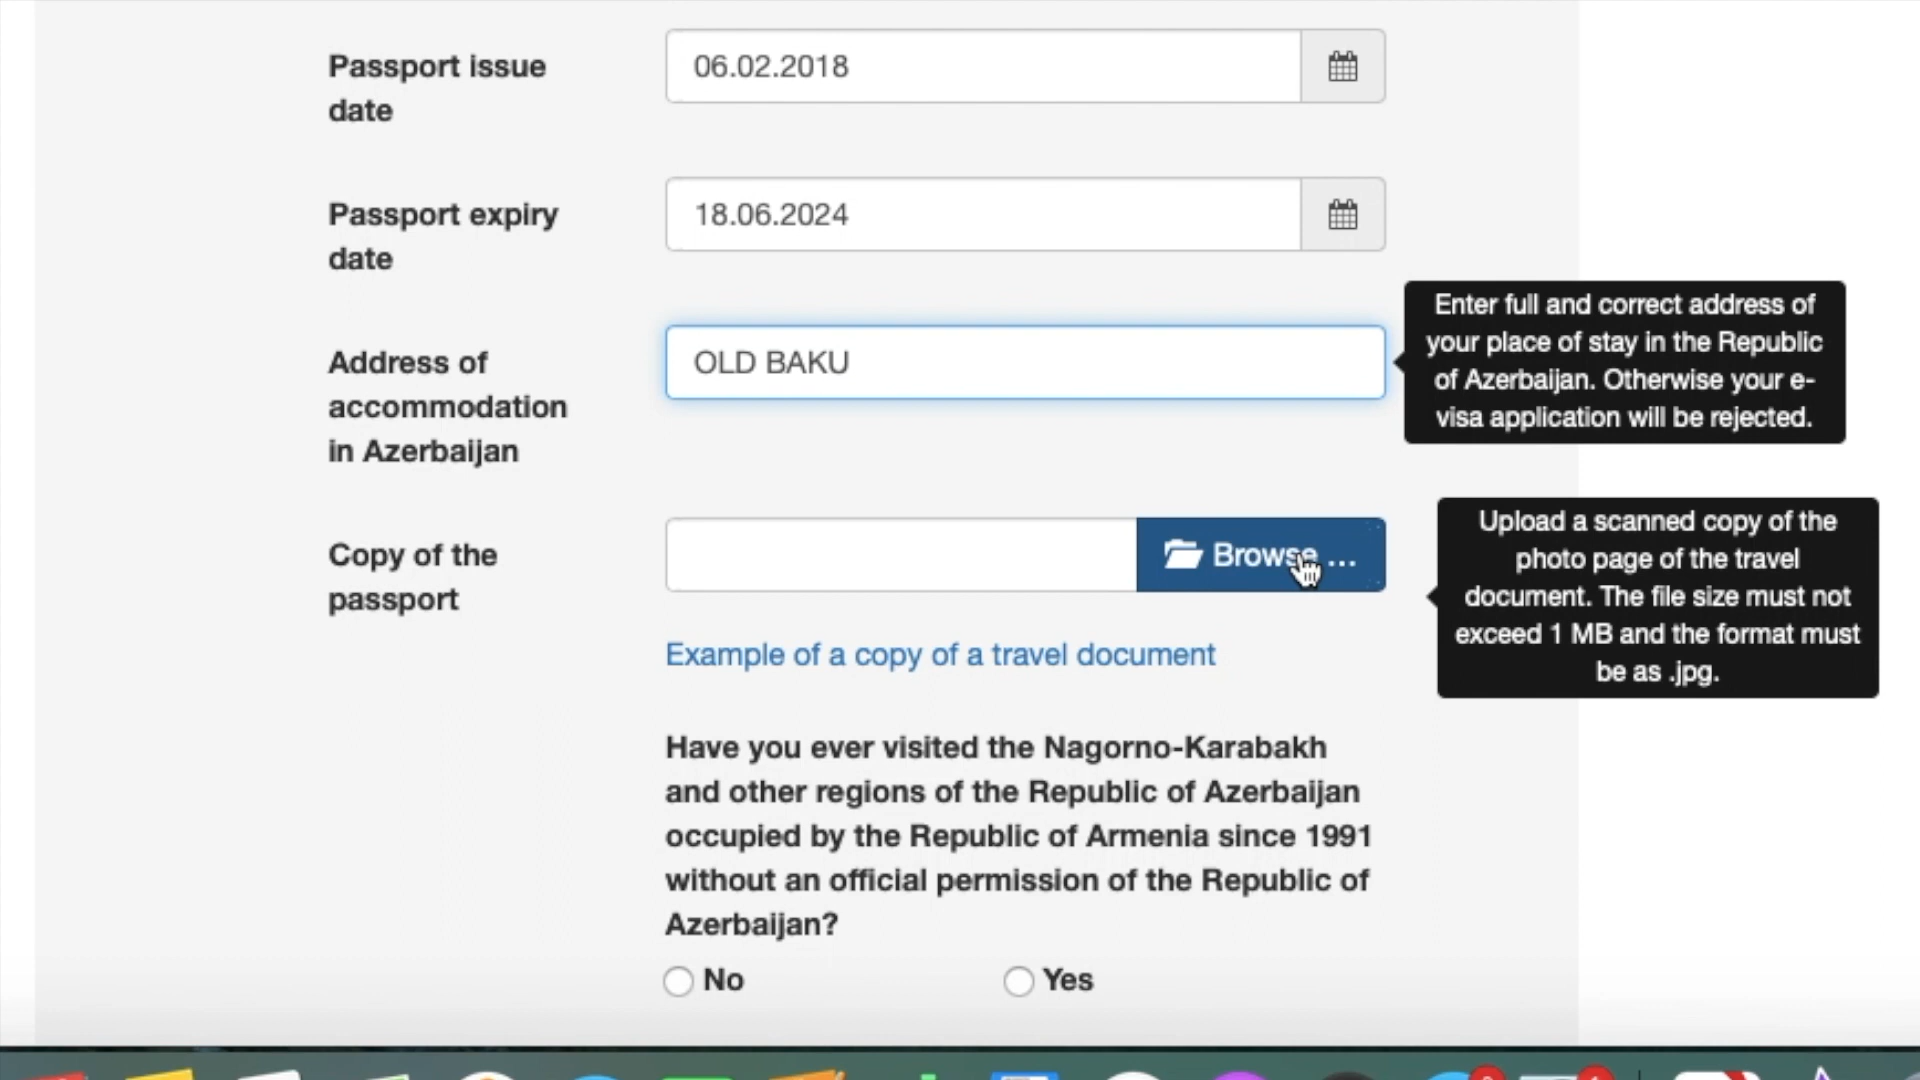 Passport issue
date
06.02.2018
Passport expiry
date
18.06.2024
Address of
accommodation
in Azerbaijan
OLD BAKU
Enter full and correct address of
your place of stay in the Republic
of Azerbaijan. Otherwise your e-
visa application will be rejected.
Copy of the
passport
Browse ...
Upload a scanned copy of the
photo page of the travel
document. The file size must not
exceed 1 MB and the format must
be as .jpg.
Example of a copy of a travel document
Have you ever visited the Nagorno-Karabakh
and other regions of the Republic of Azerbaijan
occupied by the Republic of Armenia since 1991
without an official permission of the Republic of
Azerbaijan?
No
Yes